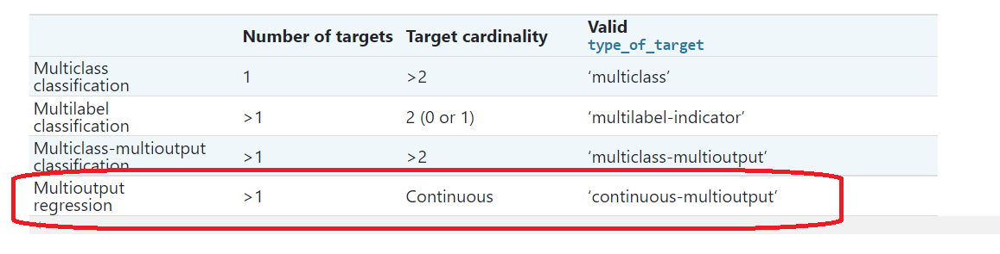 Number of targets Target cardinality Valid type_of_target
Multiclass classification 1 >2 ‘multiclass’
Multilabel classification >1 2 (0 or 1) ‘multilabel-indicator’
Multiclass-multioutput classification >1 >2 ‘multiclass-multioutput’
Multioutput regression >1 Continuous ‘continuous-multioutput’